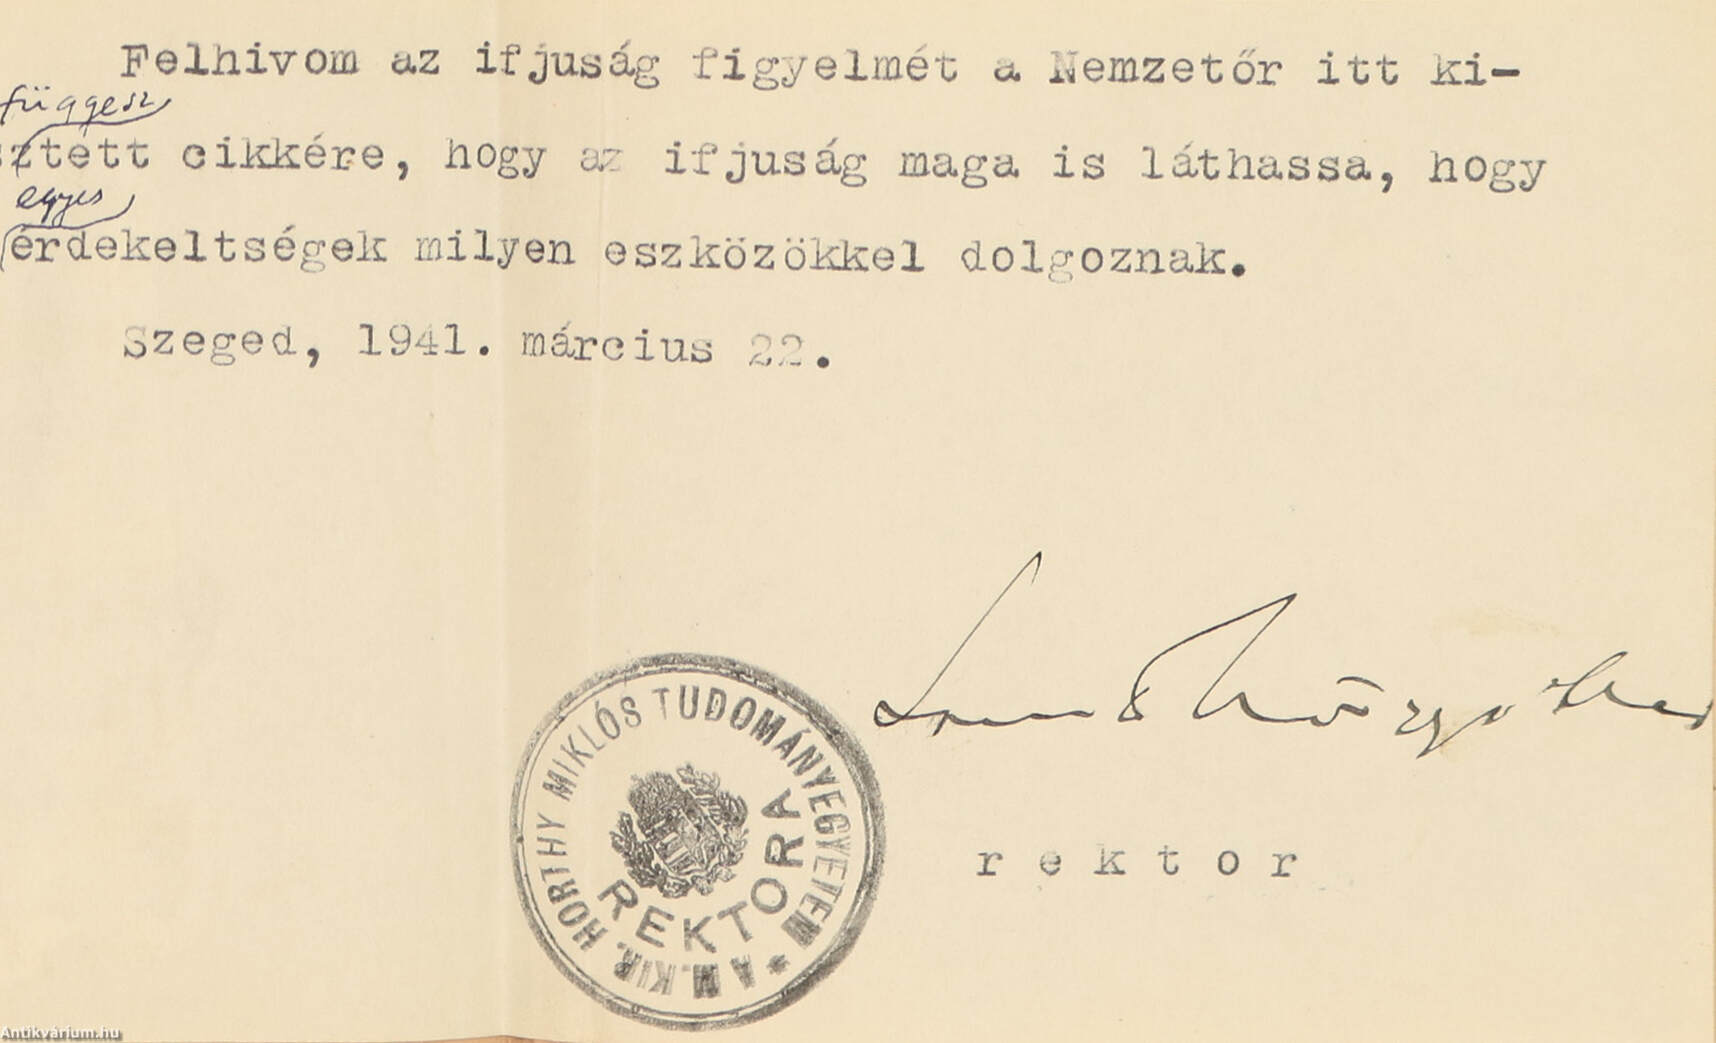 Felhivom az ifjuság figyelmét a Nemzetőr itt ki-
függesz
sztett cikkére, hogy az ifjuság maga is láthassa, hogy
egyes
érdekeltségek milyen eszközökkel dolgoznak.
Szeged, 1941. március 22.
A M. KIR. HORTHY MIKLÓS TUDOMÁNYEGYETEM *
REKTORA
rektor
Antikvárium.hu